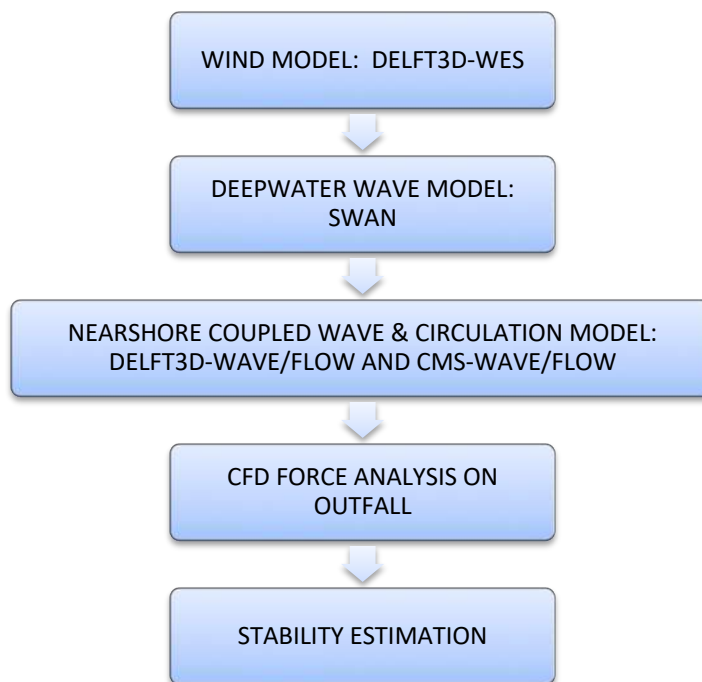 WIND MODEL:  DELFT3D-WES
DEEPWATER WAVE MODEL:
SWAN
NEARSHORE COUPLED WAVE & CIRCULATION MODEL:
DELFT3D-WAVE/FLOW AND CMS-WAVE/FLOW
CFD FORCE ANALYSIS ON
OUTFALL
STABILITY ESTIMATION